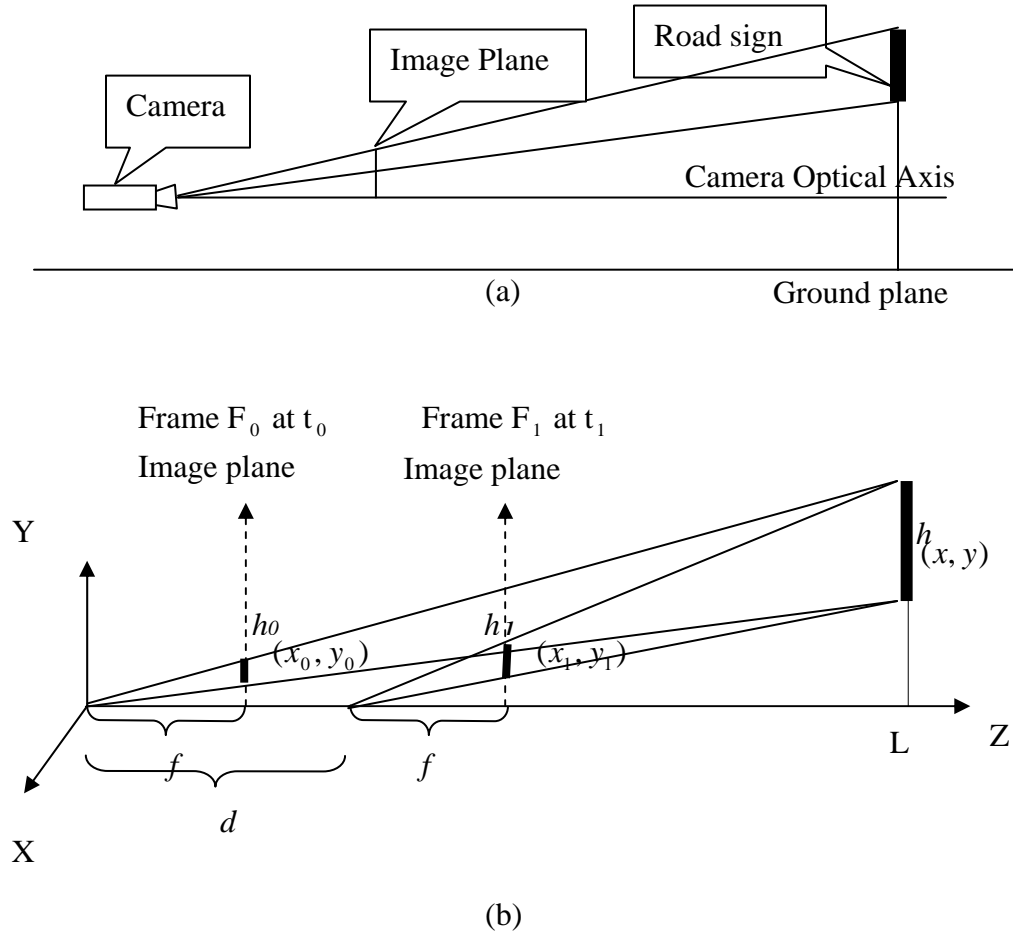 Road sign
Image Plane
Camera
Camera Optical Axis
(a)
Ground plane
Frame F₀ at t₀
Frame F₁ at t₁
Image plane
Image plane
Y
h
(x, y)
h0
h1
(x₀, y₀)
(x₁, y₁)
L
Z
f
f
d
X
(b)